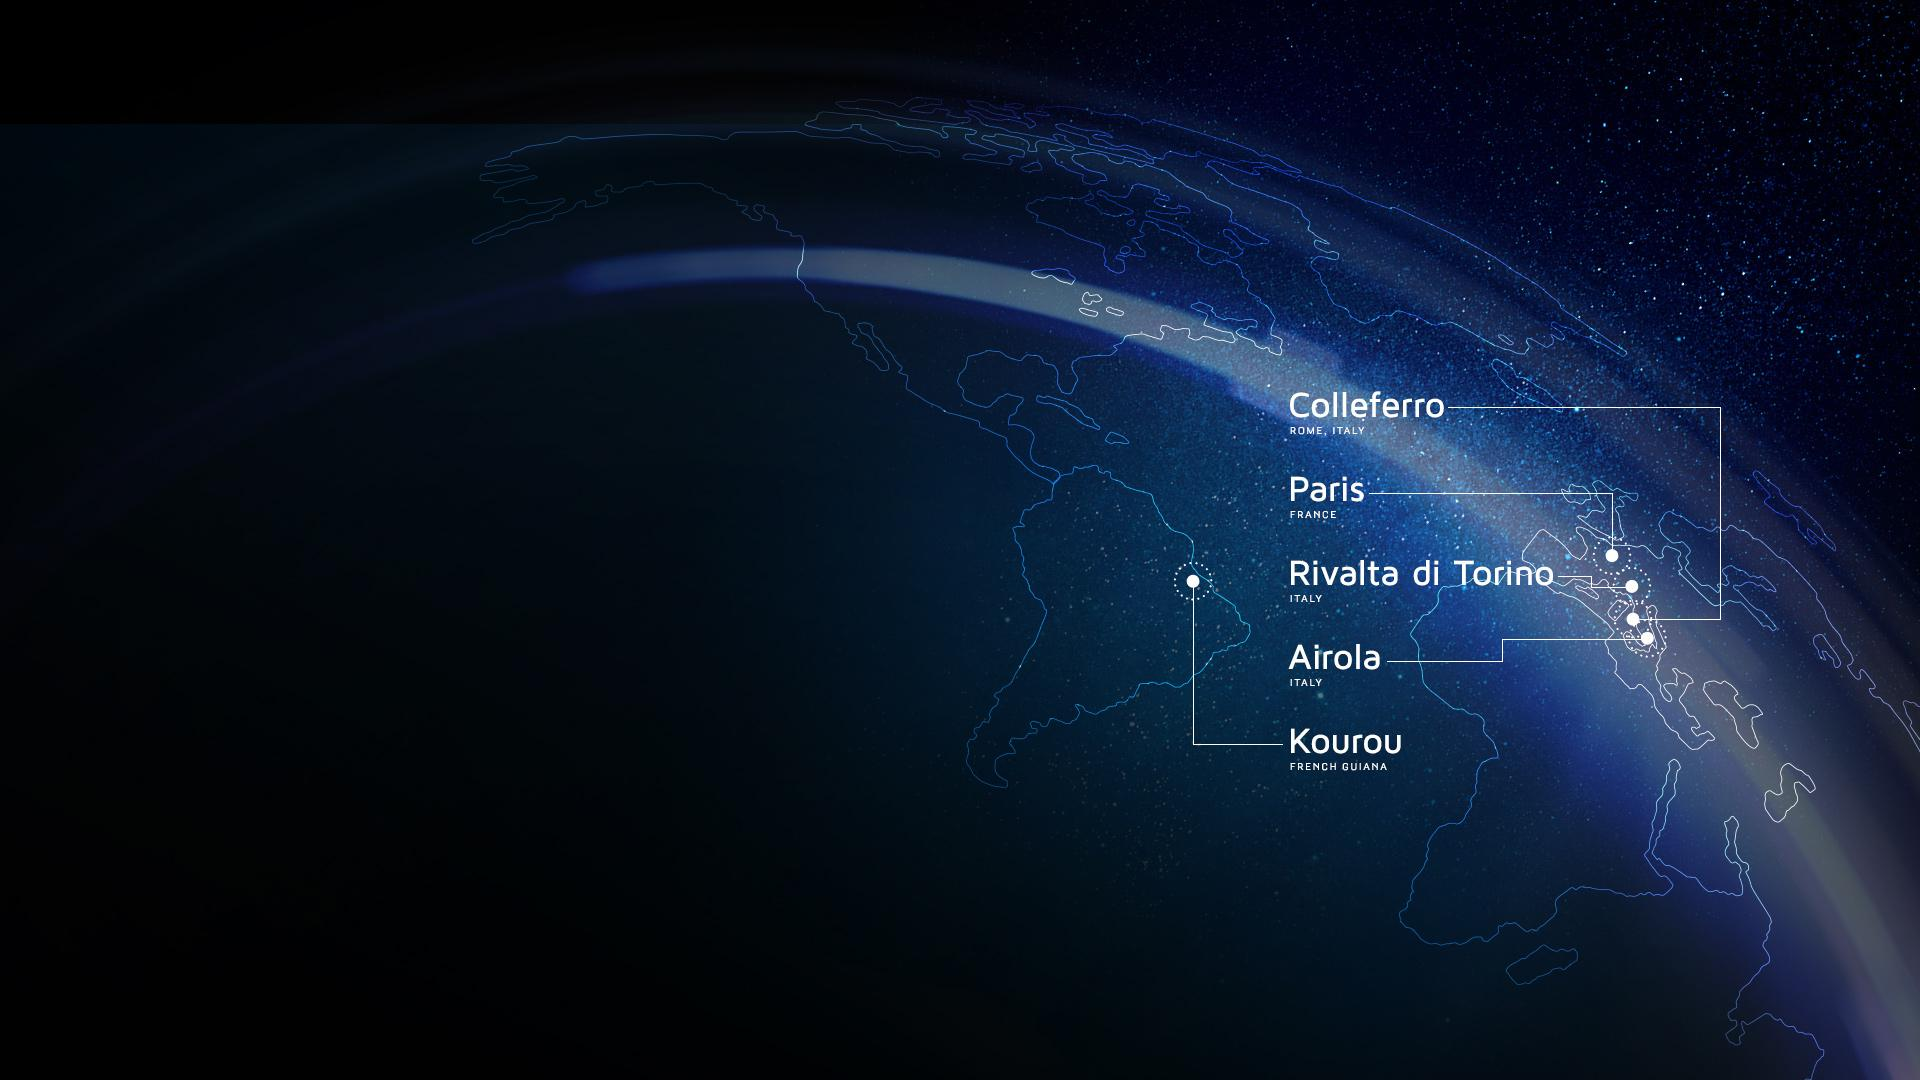 Colleferro
ROME, ITALY
Paris
FRANCE
Rivalta di Torino
ITALY
Airola
ITALY
Kourou
FRENCH GUIANA